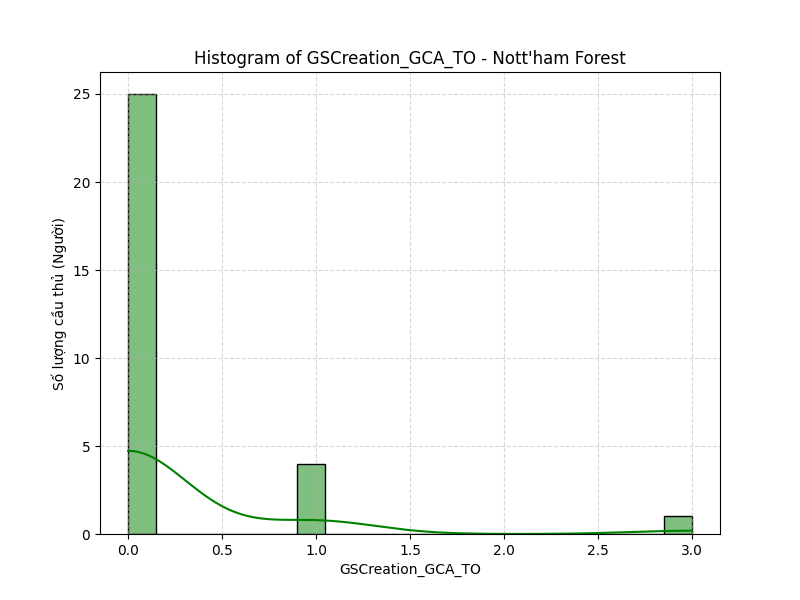 Histogram of GSCreation_GCA_TO - Nott'ham Forest
Số lượng cầu thủ (Người)
25
20
15
10
5
0
0.0 0.5 1.0 1.5 2.0 2.5 3.0
GSCreation_GCA_TO